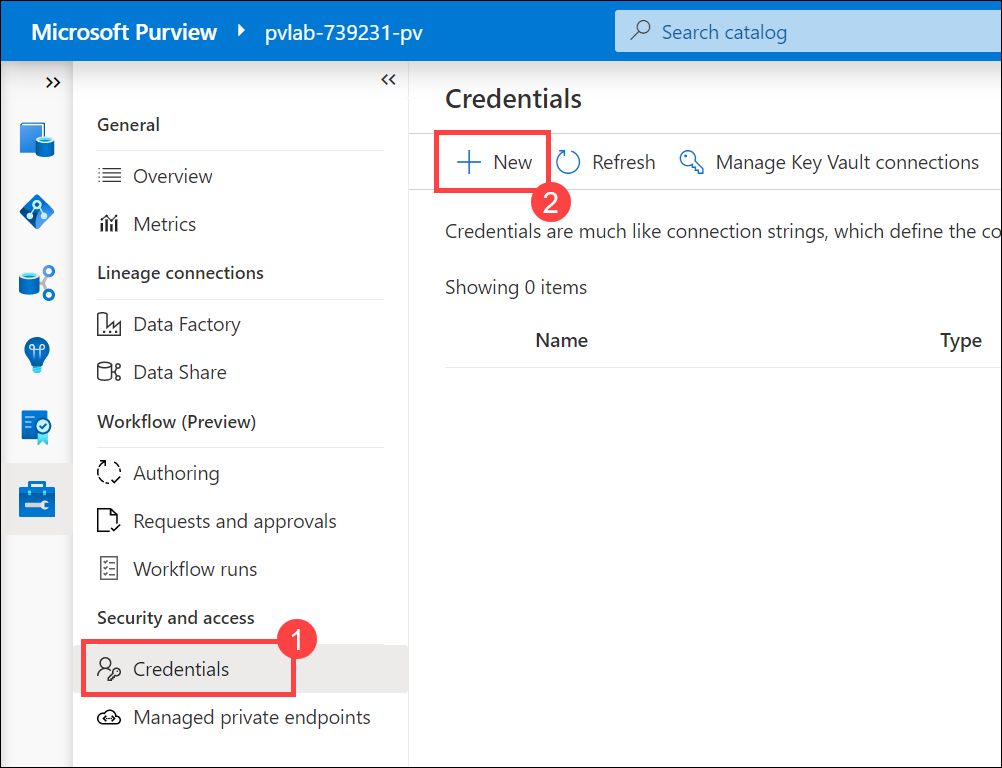 Microsoft Purview pvlab-739231-pv Search catalog
General
Overview
Metrics
Lineage connections
Data Factory
Data Share
Workflow (Preview)
Authoring
Requests and approvals
Workflow runs
Security and access
1
Credentials
Managed private endpoints
Credentials
New Refresh Manage Key Vault connections
2
Credentials are much like connection strings, which define the co
Showing 0 items
Name Type